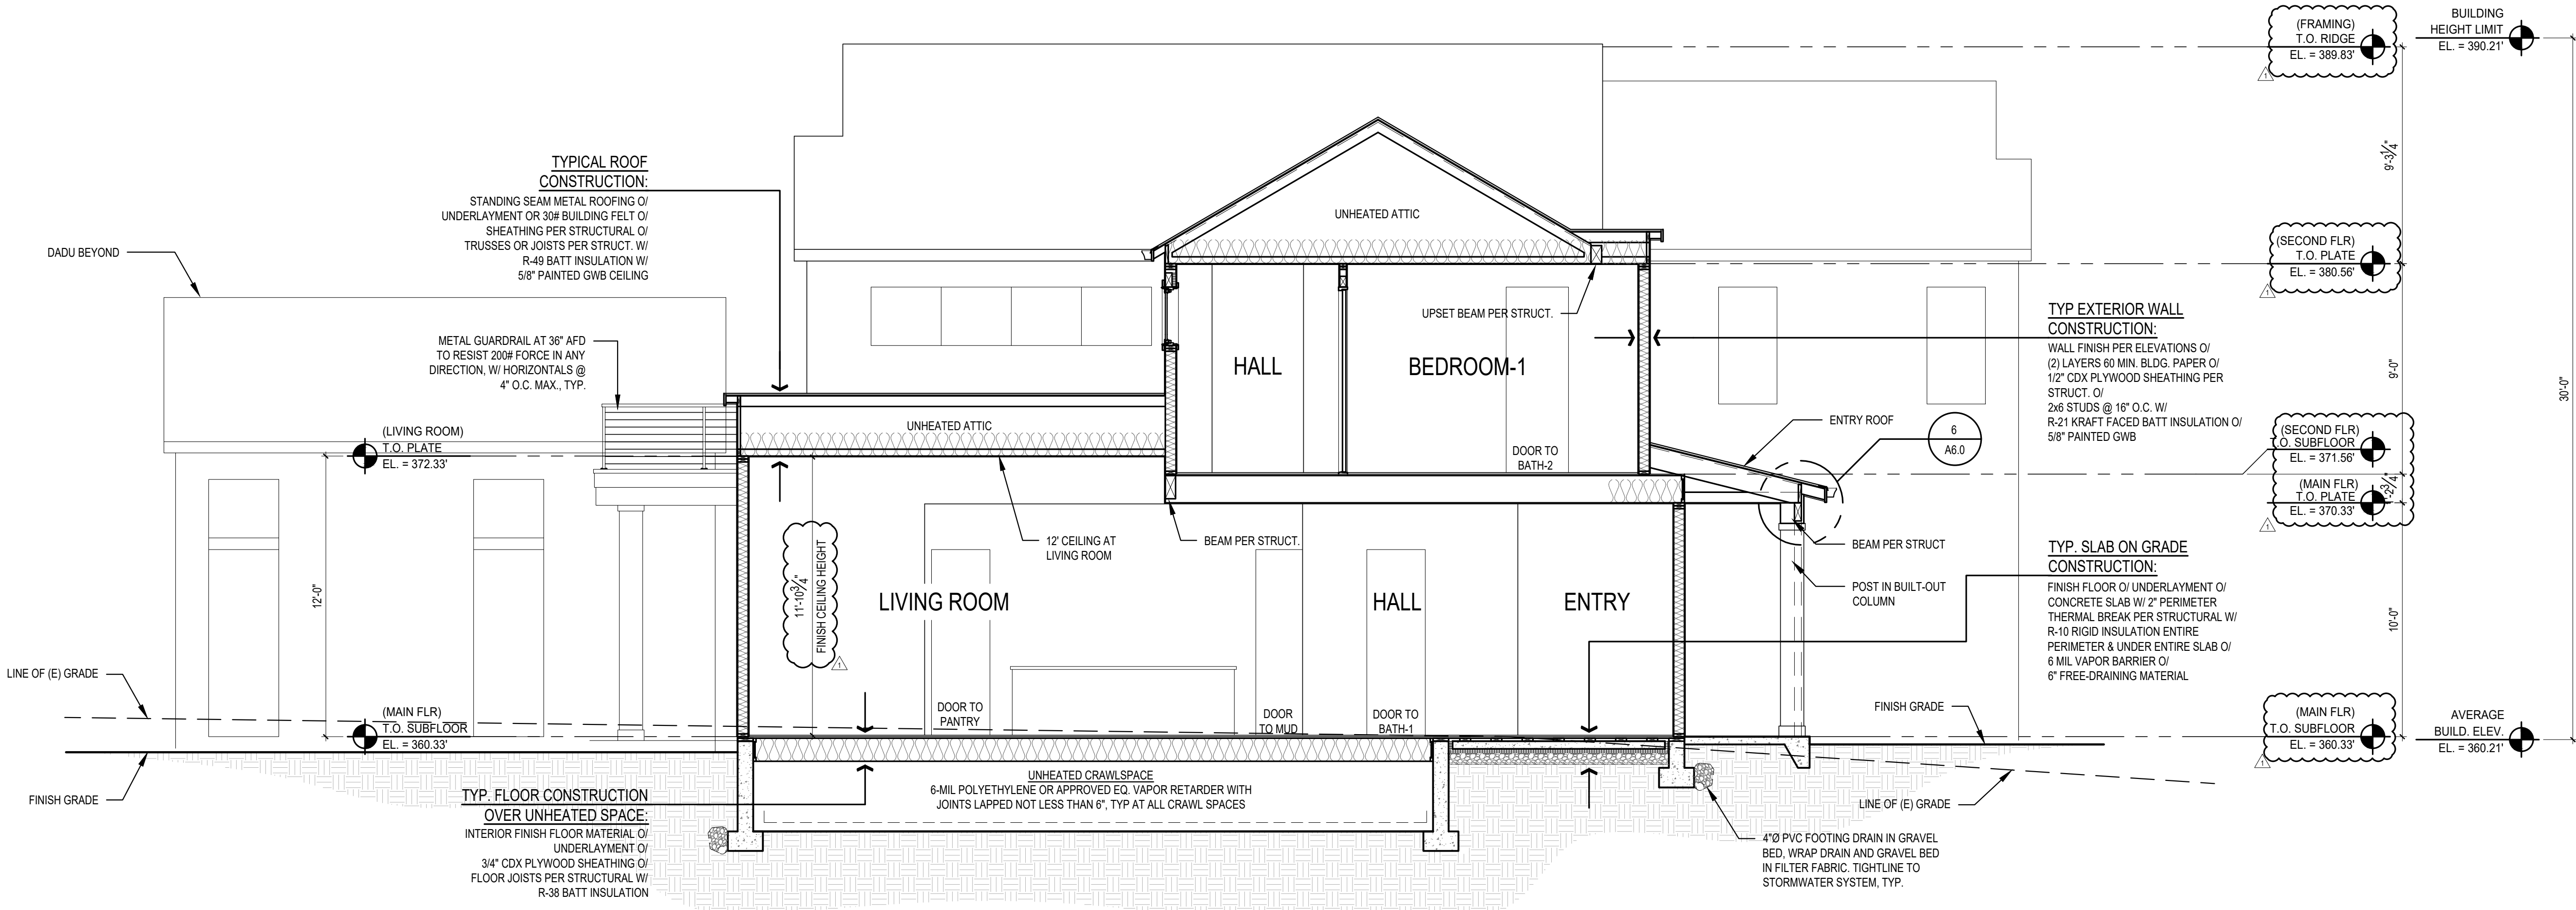 (FRAMING)
T.O. RIDGE
EL. = 389.83'
1
BUILDING
HEIGHT LIMIT
EL. = 390.21'
9'-3 1/4"
30'-0"
TYPICAL ROOF
CONSTRUCTION:
STANDING SEAM METAL ROOFING O/
UNDERLAYMENT OR 30# BUILDING FELT O/
SHEATHING PER STRUCTURAL O/
TRUSSES OR JOISTS PER STRUCT. W/
R-49 BATT INSULATION W/
5/8" PAINTED GWB CEILING
DADU BEYOND
METAL GUARDRAIL AT 36" AFD
TO RESIST 200# FORCE IN ANY
DIRECTION, W/ HORIZONTALS @
4" O.C. MAX., TYP.
UNHEATED ATTIC
UPSET BEAM PER STRUCT.
HALL
BEDROOM-1
DOOR TO
BATH-2
(SECOND FLR)
T.O. PLATE
EL. = 380.56'
1
TYP EXTERIOR WALL
CONSTRUCTION:
WALL FINISH PER ELEVATIONS O/
(2) LAYERS 60 MIN. BLDG. PAPER O/
1/2" CDX PLYWOOD SHEATHING PER
STRUCT. O/
2x6 STUDS @ 16" O.C. W/
R-21 KRAFT FACED BATT INSULATION O/
5/8" PAINTED GWB
9'-0"
ENTRY ROOF
6
A6.0
(SECOND FLR)
T.O. SUBFLOOR
EL. = 371.56'
(MAIN FLR)
T.O. PLATE
EL. = 370.33'
1
-2 3/4"
(LIVING ROOM)
T.O. PLATE
EL. = 372.33'
UNHEATED ATTIC
12'-0"
11'-10 3/4"
FINISH CEILING HEIGHT
1
12' CEILING AT
LIVING ROOM
BEAM PER STRUCT.
LIVING ROOM
HALL
ENTRY
BEAM PER STRUCT
POST IN BUILT-OUT
COLUMN
TYP. SLAB ON GRADE
CONSTRUCTION:
FINISH FLOOR O/ UNDERLAYMENT O/
CONCRETE SLAB W/ 2" PERIMETER
THERMAL BREAK PER STRUCTURAL W/
R-10 RIGID INSULATION ENTIRE
PERIMETER & UNDER ENTIRE SLAB O/
6 MIL VAPOR BARRIER O/
6" FREE-DRAINING MATERIAL
10'-0"
LINE OF (E) GRADE
(MAIN FLR)
T.O. SUBFLOOR
EL. = 360.33'
DOOR TO
PANTRY
DOOR
TO MUD
DOOR TO
BATH-1
FINISH GRADE
(MAIN FLR)
T.O. SUBFLOOR
EL. = 360.33'
1
AVERAGE
BUILD. ELEV.
EL. = 360.21'
FINISH GRADE
TYP. FLOOR CONSTRUCTION
OVER UNHEATED SPACE:
INTERIOR FINISH FLOOR MATERIAL O/
UNDERLAYMENT O/
3/4" CDX PLYWOOD SHEATHING O/
FLOOR JOISTS PER STRUCTURAL W/
R-38 BATT INSULATION
UNHEATED CRAWLSPACE
6-MIL POLYETHYLENE OR APPROVED EQ. VAPOR RETARDER WITH
JOINTS LAPPED NOT LESS THAN 6", TYP AT ALL CRAWL SPACES
LINE OF (E) GRADE
4"Ø PVC FOOTING DRAIN IN GRAVEL
BED, WRAP DRAIN AND GRAVEL BED
IN FILTER FABRIC. TIGHTLINE TO
STORMWATER SYSTEM, TYP.